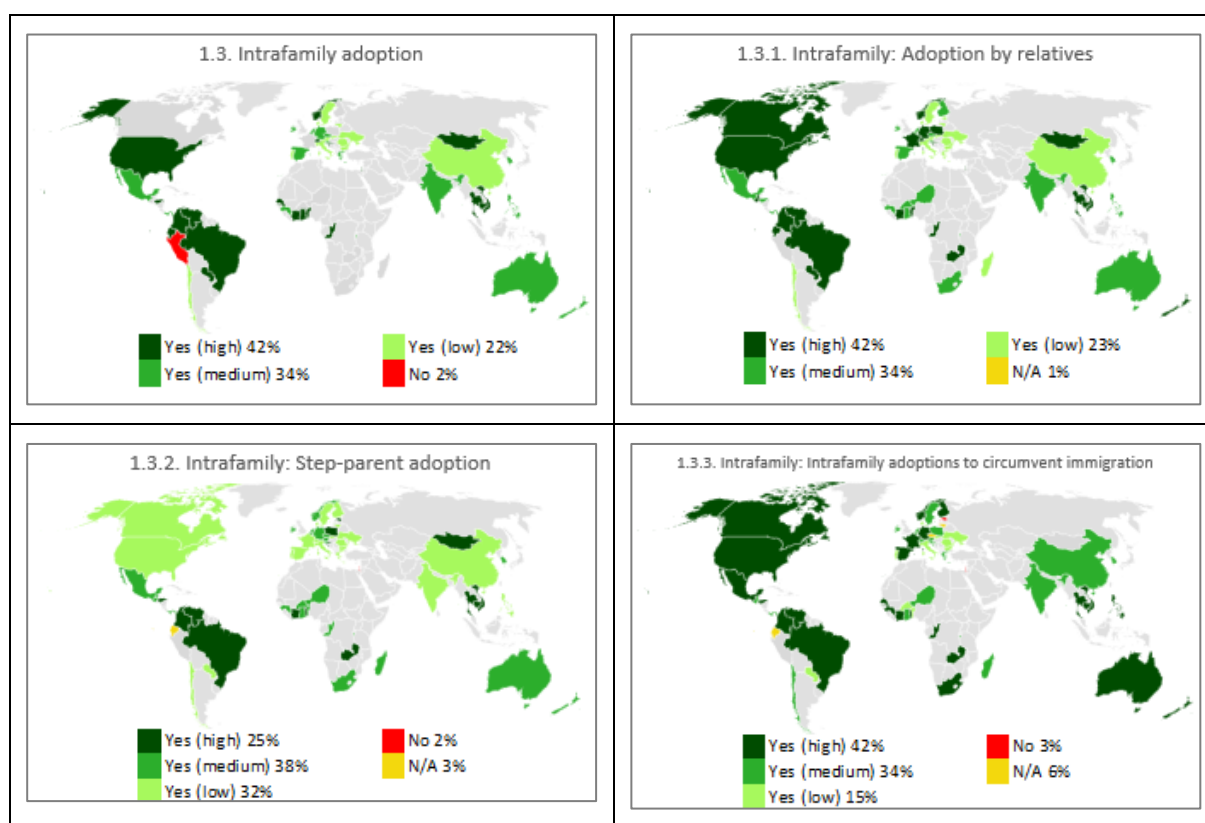 1.3. Intrafamily adoption
Yes (high) 42%
Yes (low) 22%
Yes (medium) 34%
No 2%
1.3.1. Intrafamily: Adoption by relatives
Yes (high) 42%
Yes (low) 23%
Yes (medium) 34%
N/A 1%
1.3.2. Intrafamily: Step-parent adoption
Yes (high) 25%
No 2%
Yes (medium) 38%
N/A 3%
Yes (low) 32%
1.3.3. Intrafamily: Intrafamily adoptions to circumvent immigration
Yes (high) 42%
No 3%
Yes (medium) 34%
N/A 6%
Yes (low) 15%